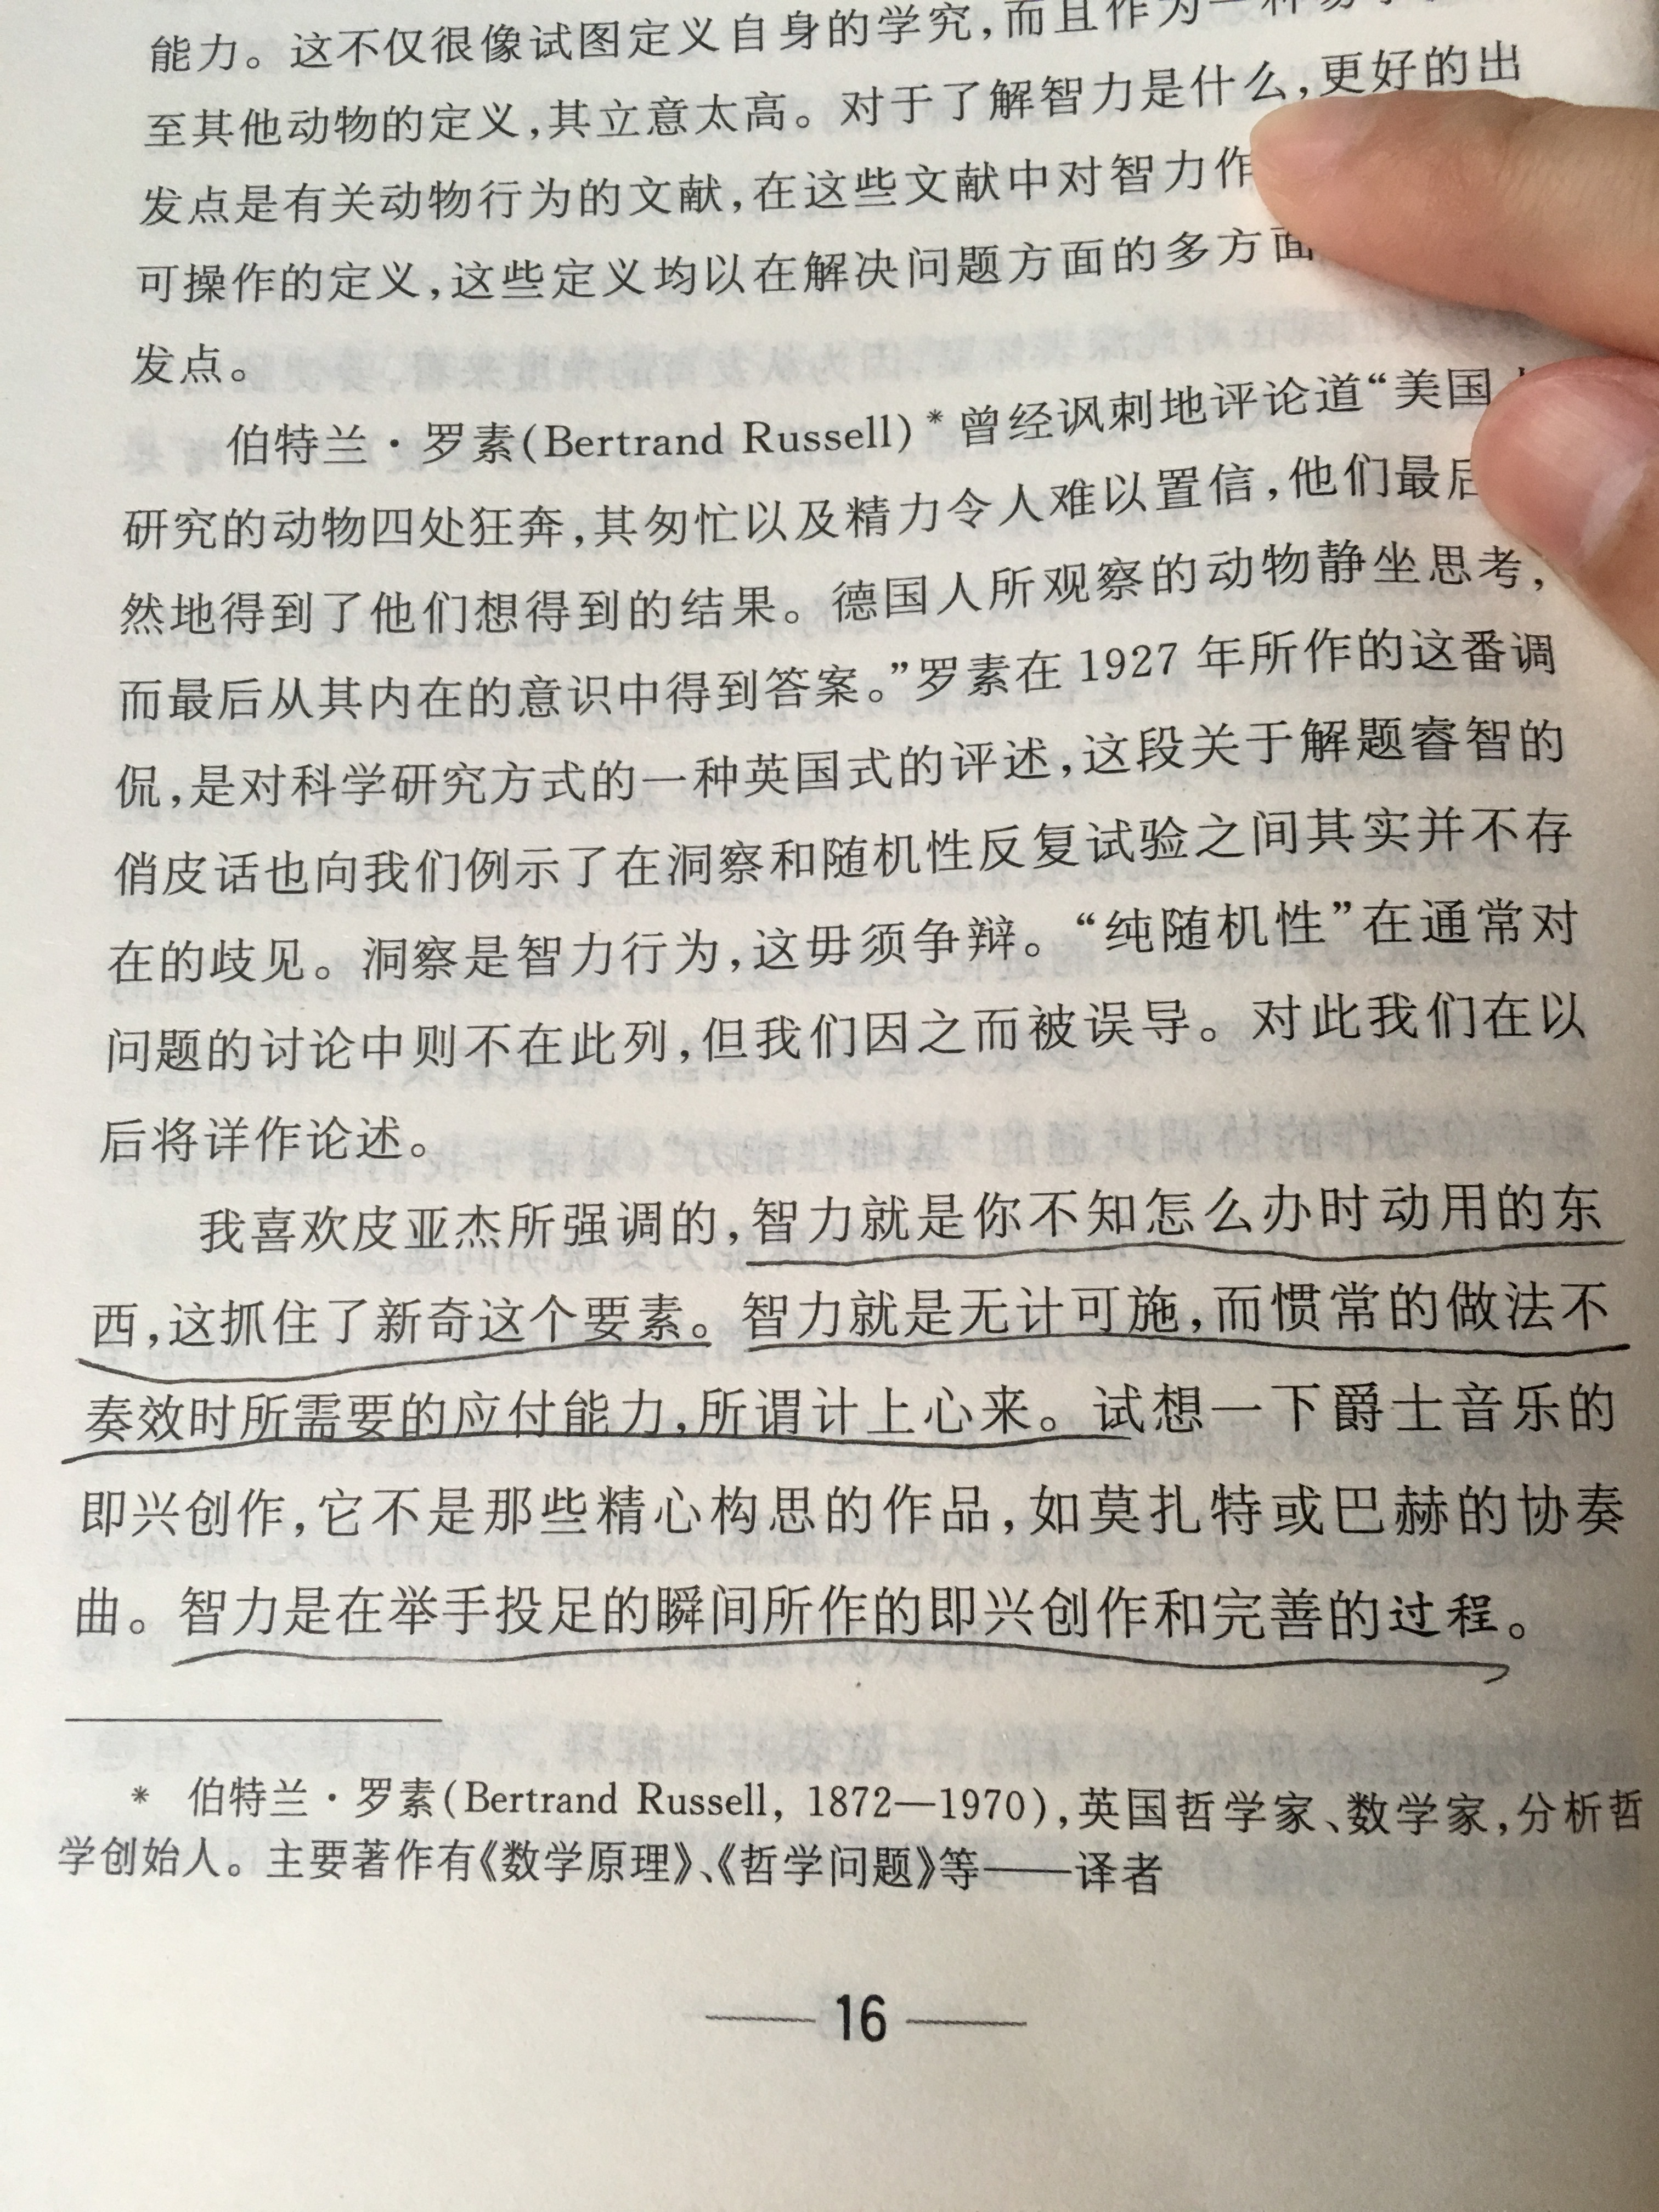 能力。这不仅很像试图定义自身的学究，而且作为一种
至其他动物的定义，其立意太高。对于了解智力是什么，更好的出
发点是有关动物行为的文献，在这些文献中对智力作
可操作的定义，这些定义均以在解决问题方面的多方面
发点。
伯特兰·罗素(Bertrand Russell)*曾经讽刺地评论道“美国
研究的动物四处狂奔，其匆忙以及精力令人难以置信，他们最后
然地得到了他们想得到的结果。德国人所观察的动物静坐思考，
而最后从其内在的意识中得到答案。”罗素在 1927 年所作的这番调
侃，是对科学研究方式的一种英国式的评述，这段关于解题睿智的
俏皮话也向我们例示了在洞察和随机性反复试验之间其实并不存
在的歧见。洞察是智力行为，这毋须争辩。“纯随机性”在通常对
问题的讨论中则不在此列，但我们因之而被误导。对此我们在以
后将详作论述。
我喜欢皮亚杰所强调的，智力就是你不知怎么办时动用的东
西，这抓住了新奇这个要素。智力就是无计可施，而惯常的做法不
奏效时所需要的应付能力，所谓计上心来。试想一下爵士音乐的
即兴创作，它不是那些精心构思的作品，如莫扎特或巴赫的协奏
曲。智力是在举手投足的瞬间所作的即兴创作和完善的过程。
* 伯特兰·罗素(Bertrand Russell, 1872—1970)，英国哲学家、数学家，分析哲
学创始人。主要著作有《数学原理》、《哲学问题》等——译者
16